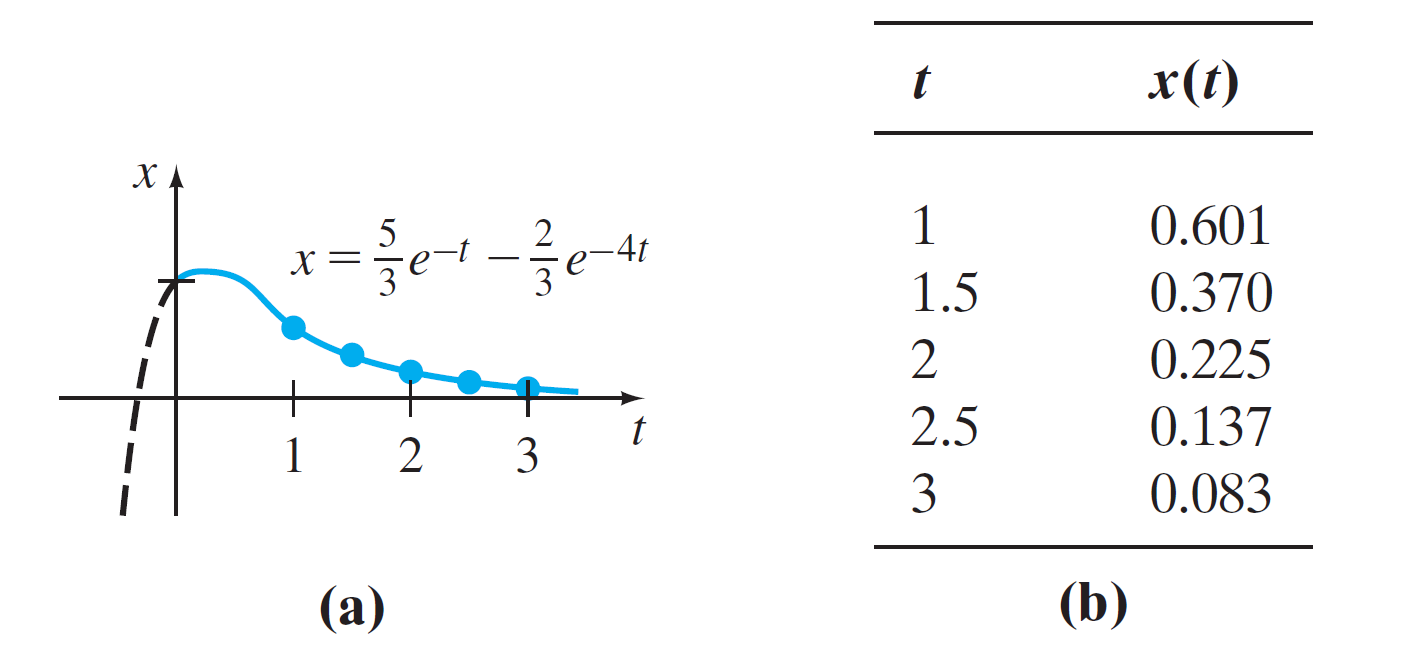 x
x = 5/3 e^{−t} − 2/3 e^{−4t}
1 2 3
t
(a)
t x(t)
1 0.601
1.5 0.370
2 0.225
2.5 0.137
3 0.083
(b)